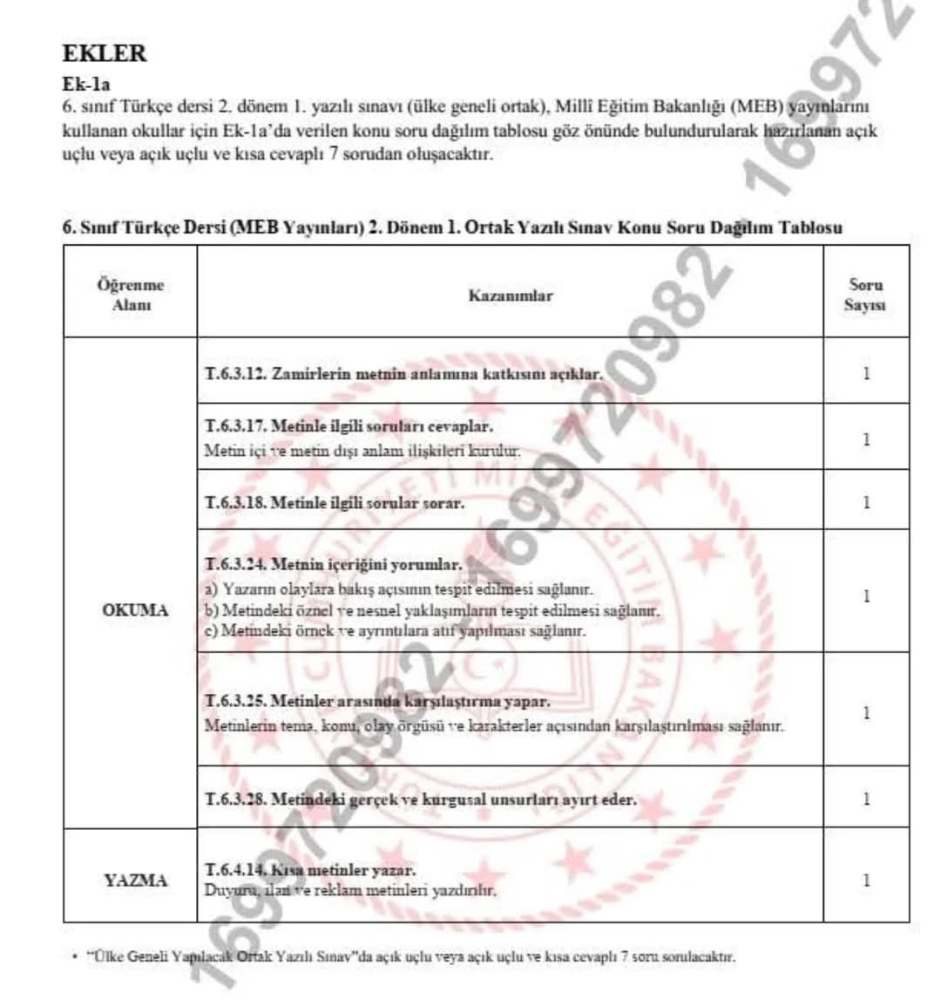 EKLER
Ek-1a
6. sınıf Türkçe dersi 2. dönem 1. yazılı sınavı (ülke geneli ortak), Millî Eğitim Bakanlığı (MEB) yayınlarını
kullanan okullar için Ek-1a’da verilen konu soru dağılım tablosu göz önünde bulundurularak hazırlanan açık
uçlu veya açık uçlu ve kısa cevaplı 7 sorudan oluşacaktır.
6. Sınıf Türkçe Dersi (MEB Yayınları) 2. Dönem 1. Ortak Yazılı Sınav Konu Soru Dağılım Tablosu
Öğrenme
Alanı
Kazanımlar
Soru
Sayısı
OKUMA
T.6.3.12. Zamirlerin metnin anlamına katkısını açıklar.
1
T.6.3.17. Metinle ilgili soruları cevaplar.
Metin içi ve metin dışı anlam ilişkileri kurulur.
1
T.6.3.18. Metinle ilgili sorular sorar.
1
T.6.3.24. Metnin içeriğini yorumlar.
a) Yazarın olaylara bakış açısının tespit edilmesi sağlanır.
b) Metindeki öznel ve nesnel yaklaşımların tespit edilmesi sağlanır.
c) Metindeki örnek ve ayrıntılara atıf yapılması sağlanır.
1
T.6.3.25. Metinler arasında karşılaştırma yapar.
Metinlerin tema, konu, olay örgüsü ve karakterler açısından karşılaştırılması sağlanır.
1
T.6.3.28. Metindeki gerçek ve kurgusal unsurları ayırt eder.
1
YAZMA
T.6.4.14. Kısa metinler yazar.
Duyuru, ilan ve reklam metinleri yazdırılır.
1
• “Ülke Geneli Yapılacak Ortak Yazılı Sınav”da açık uçlu veya açık uçlu ve kısa cevaplı 7 soru sorulacaktır.
1699720982 - 1699720982 - 169972